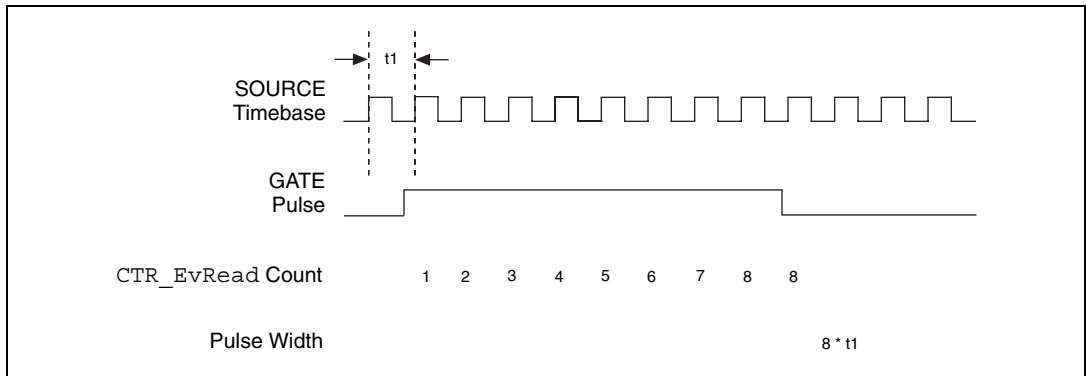 t1
SOURCE
Timebase
GATE
Pulse
CTR_EvRead Count 1 2 3 4 5 6 7 8 8
Pulse Width 8 * t1